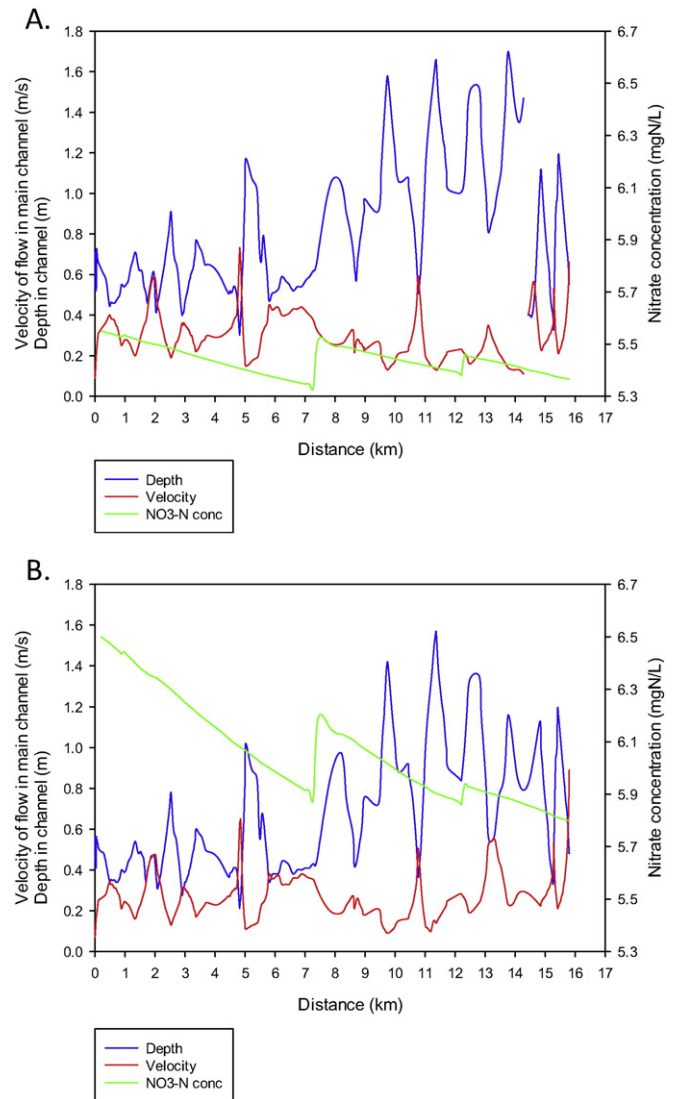 A.
1.8
1.6
1.4
1.2
1.0
0.8
0.6
0.4
0.2
0.0
Velocity of flow in main channel (m/s)
Depth in channel (m)
6.7
6.5
6.3
6.1
5.9
5.7
5.5
5.3
Nitrate concentration (mgN/L)
0 1 2 3 4 5 6 7 8 9 10 11 12 13 14 15 16 17
Distance (km)
Depth
Velocity
NO3-N conc
B.
1.8
1.6
1.4
1.2
1.0
0.8
0.6
0.4
0.2
0.0
Velocity of flow in main channel (m/s)
Depth in channel (m)
6.7
6.5
6.3
6.1
5.9
5.7
5.5
5.3
Nitrate concentration (mgN/L)
0 1 2 3 4 5 6 7 8 9 10 11 12 13 14 15 16 17
Distance (km)
Depth
Velocity
NO3-N conc